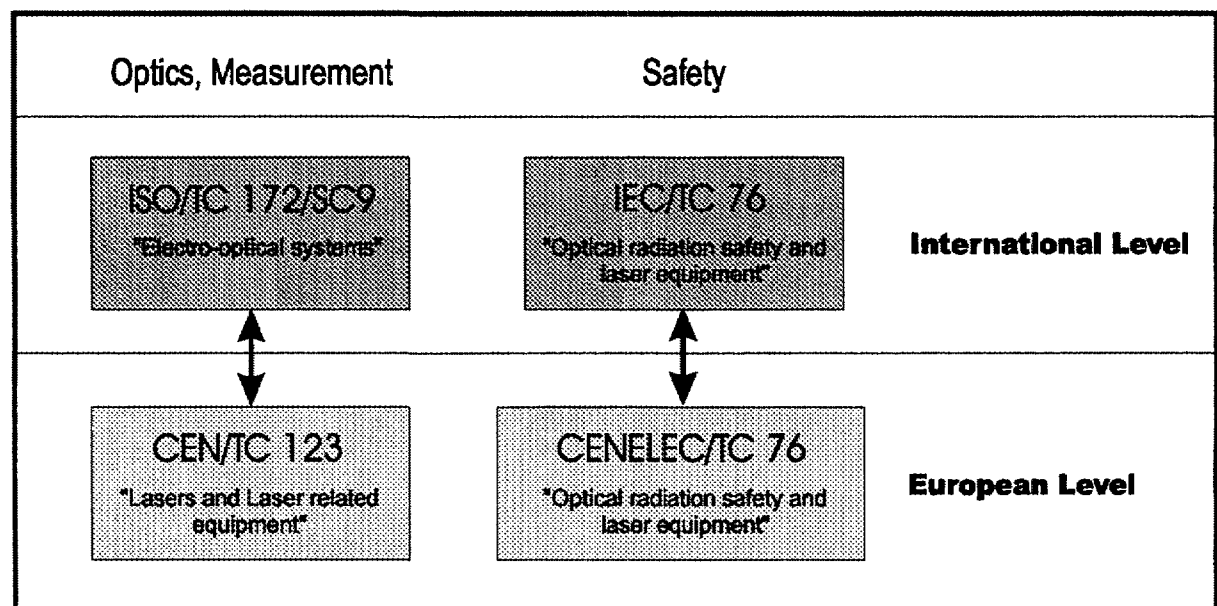 Optics, Measurement
Safety
ISO/TC 172/SC9
"Electro-optical systems"
IEC/TC 76
"Optical radiation safety and
laser equipment"
International Level
CEN/TC 123
"Lasers and Laser related
equipment"
CENELEC/TC 76
"Optical radiation safety and
laser equipment"
European Level